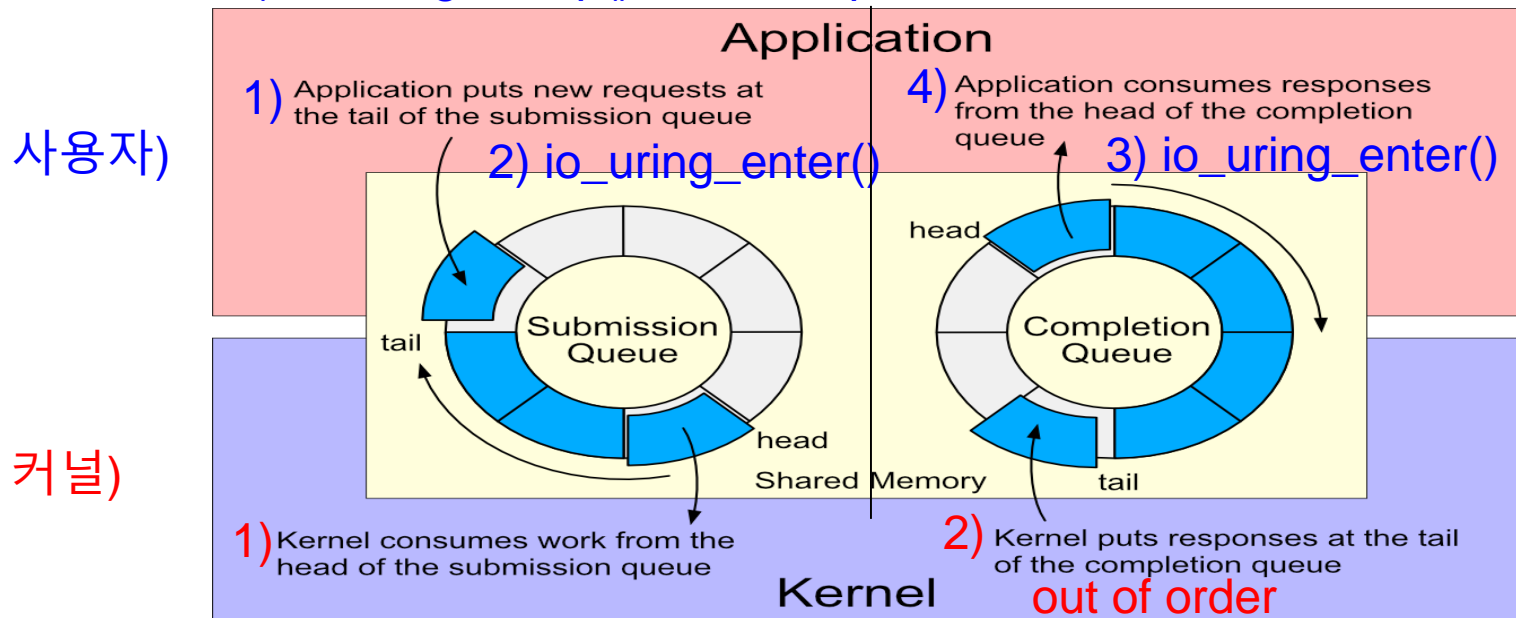 Application
1) Application puts new requests at
the tail of the submission queue
2) io_uring_enter()
4) Application consumes responses
from the head of the completion
queue
3) io_uring_enter()
사용자)
head
tail
Submission
Queue
Completion
Queue
head
Shared Memory
tail
커널)
1) Kernel consumes work from the
head of the submission queue
2) Kernel puts responses at the tail
of the completion queue
out of order
Kernel